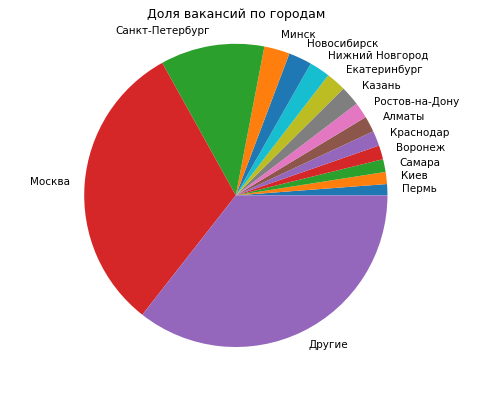 Доля вакансий по городам
Санкт-Петербург
Минск
Новосибирск
Нижний Новгород
Екатеринбург
Казань
Ростов-на-Дону
Алматы
Краснодар
Воронеж
Самара
Киев
Пермь
Москва
Другие